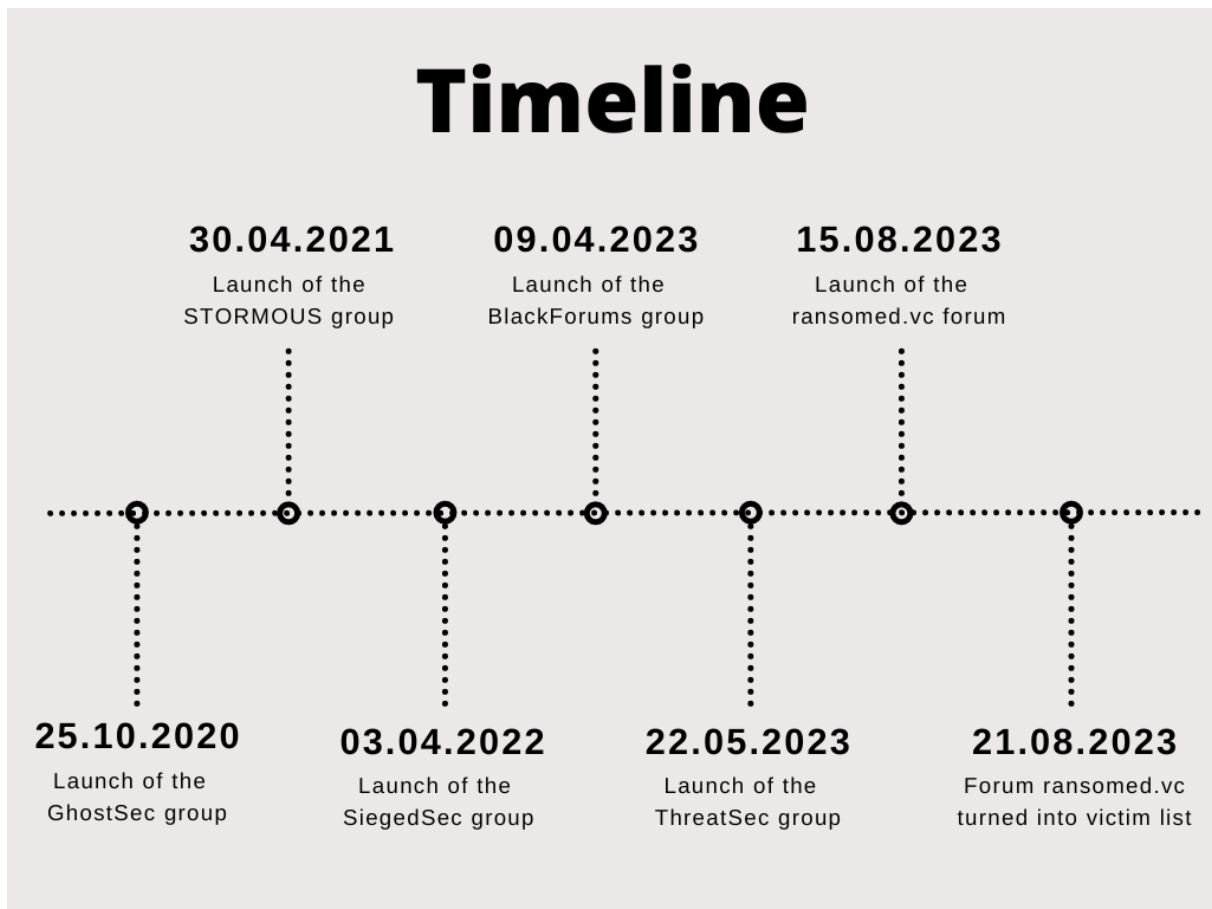 Timeline
30.04.2021
Launch of the
STORMOUS group
09.04.2023
Launch of the
BlackForums group
15.08.2023
Launch of the
ransomed.vc forum
25.10.2020
Launch of the
GhostSec group
03.04.2022
Launch of the
SiegedSec group
22.05.2023
Launch of the
ThreatSec group
21.08.2023
Forum ransomed.vc
turned into victim list